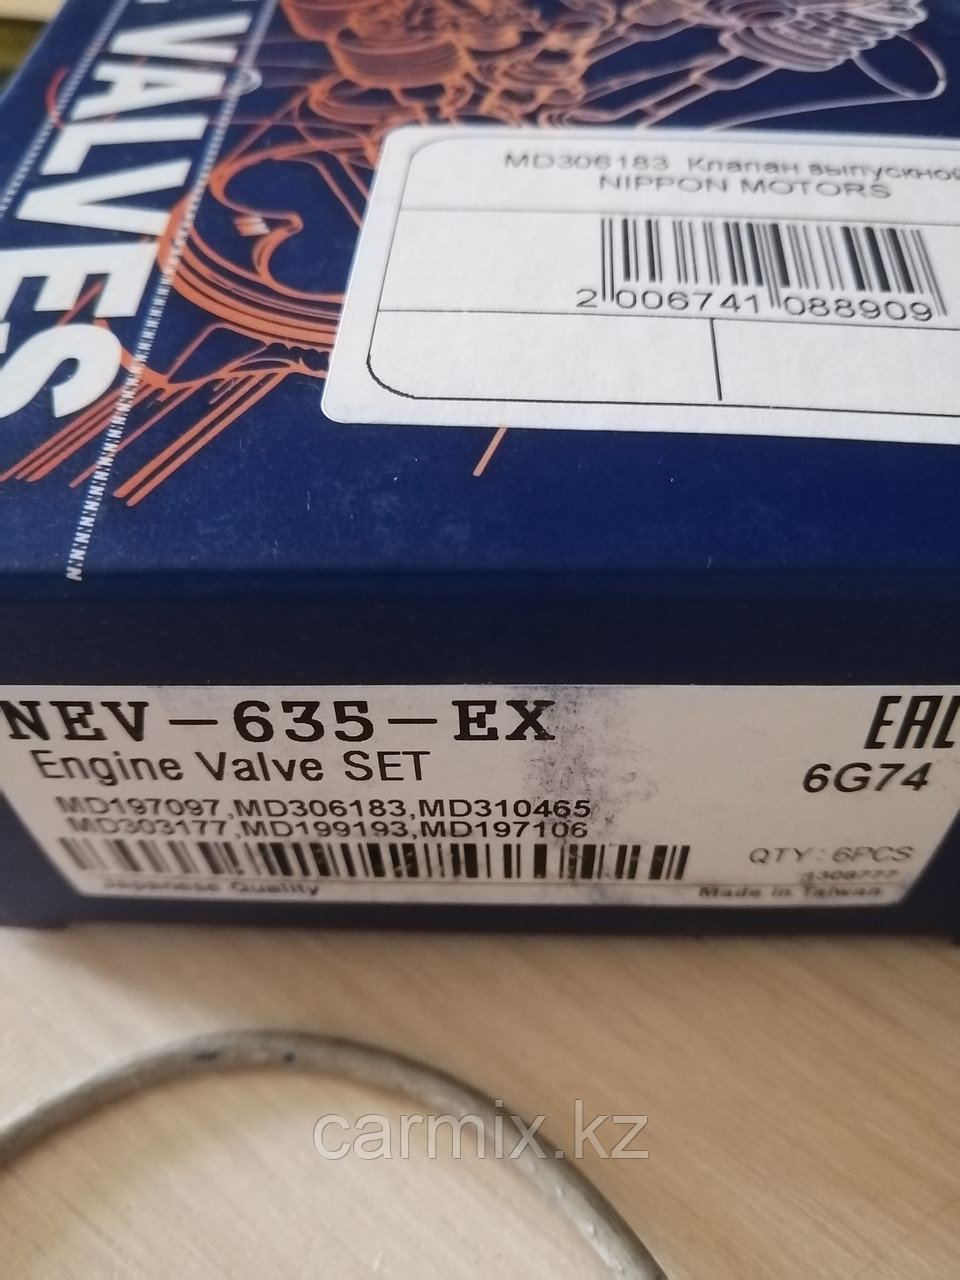 VALVES
MD306183 Клапан выпускной
NIPPON MOTORS
2 006741 088909
NEV-635-EX
EAC
Engine Valve SET
6G74
MD197097,MD306183,MD310465
MD303177,MD199193,MD197106
QTY:6PCS
Japanese Quality
Made in Taiwan
carmix.kz